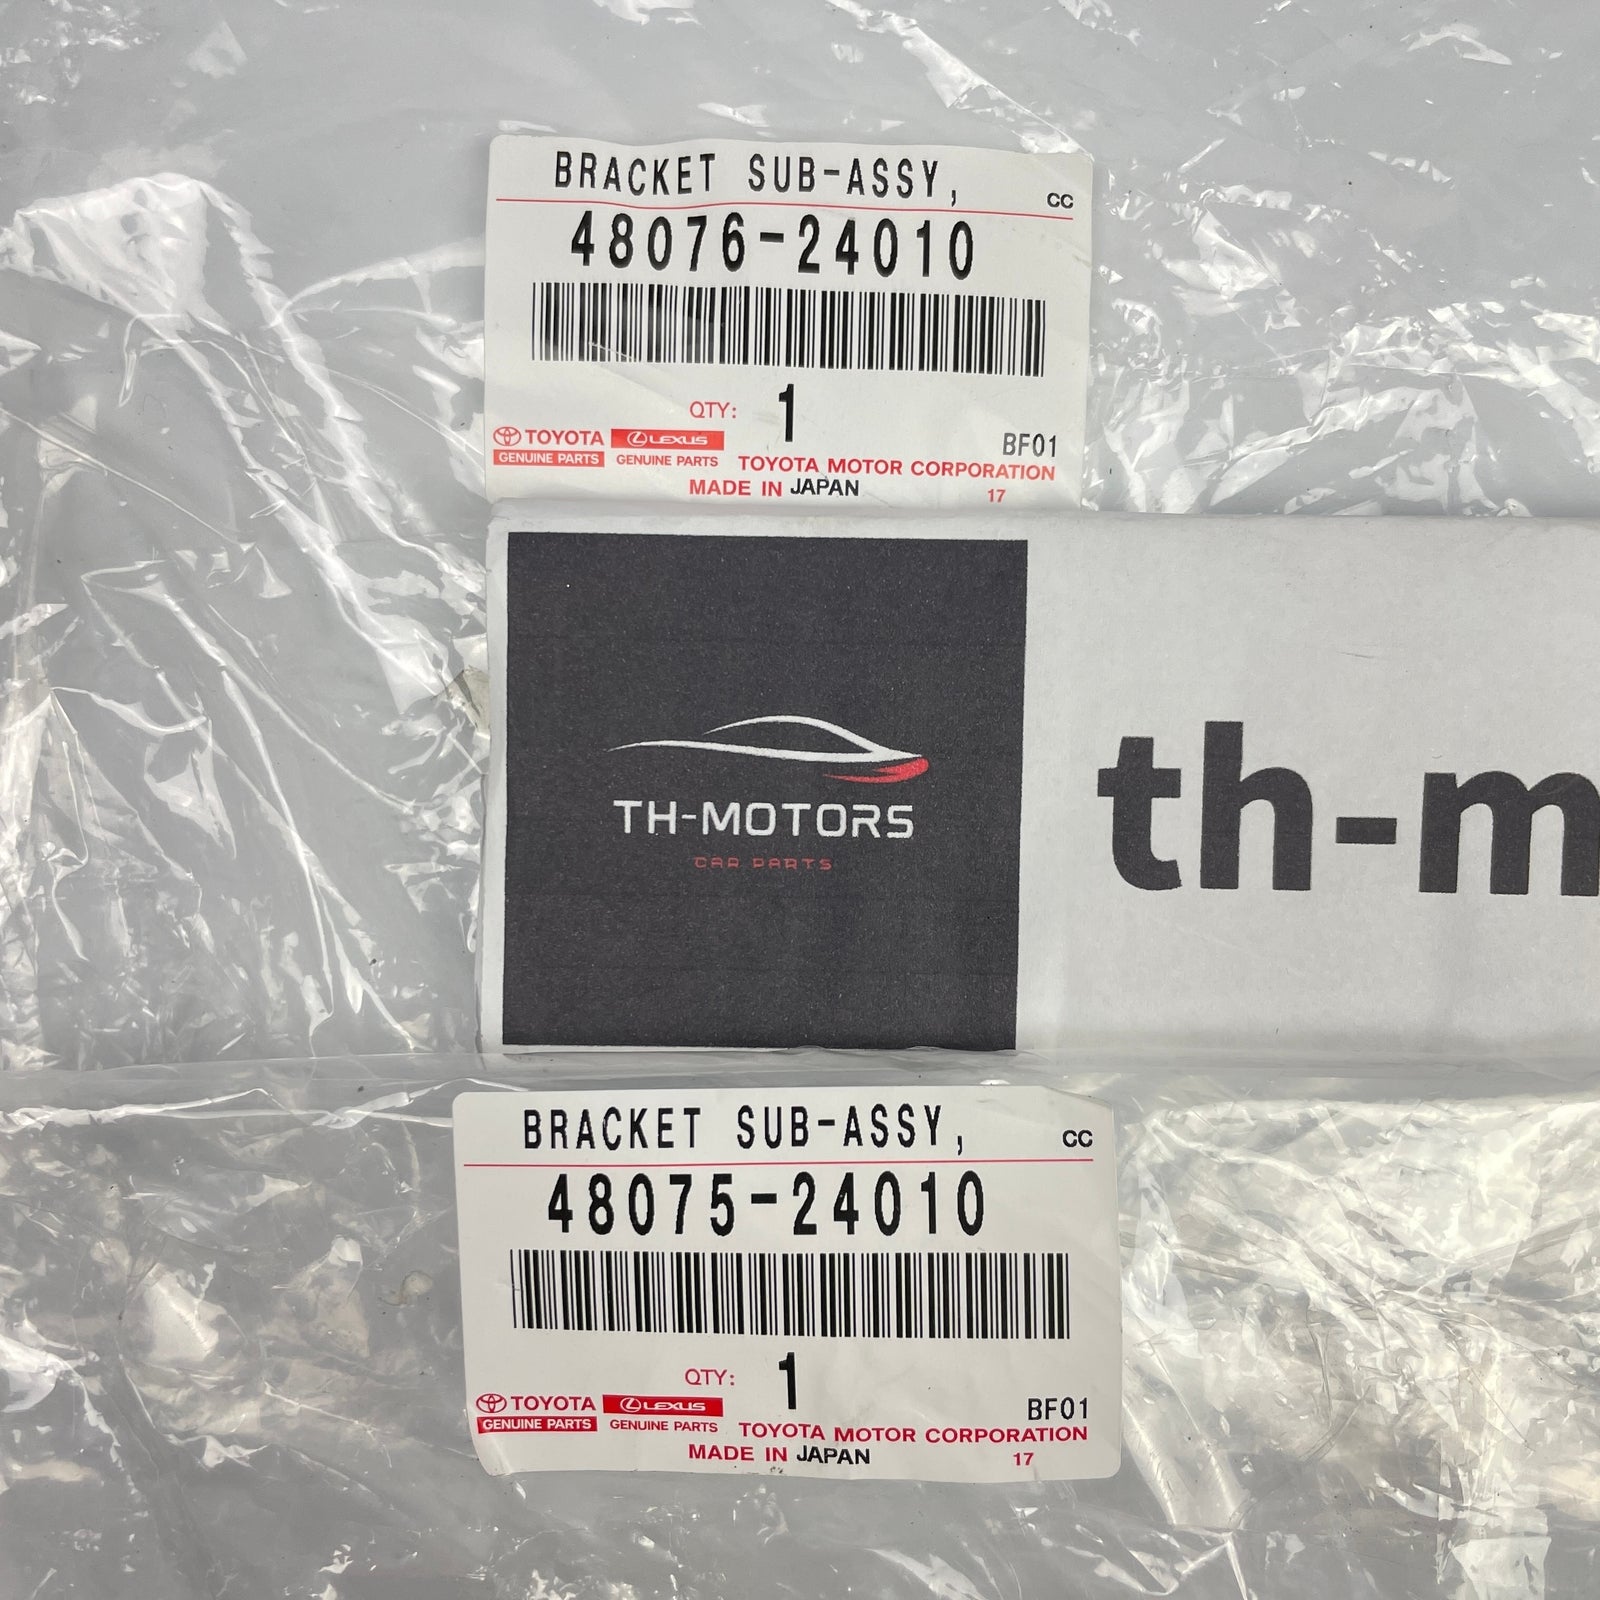 BRACKET SUB-ASSY, CC
48076-24010
QTY: 1
TOYOTA LEXUS BF01
GENUINE PARTS GENUINE PARTS TOYOTA MOTOR CORPORATION
MADE IN JAPAN 17
TH-MOTORS
CAR PARTS
th-m
BRACKET SUB-ASSY, CC
48075-24010
QTY: 1
TOYOTA LEXUS BF01
GENUINE PARTS GENUINE PARTS TOYOTA MOTOR CORPORATION
MADE IN JAPAN 17